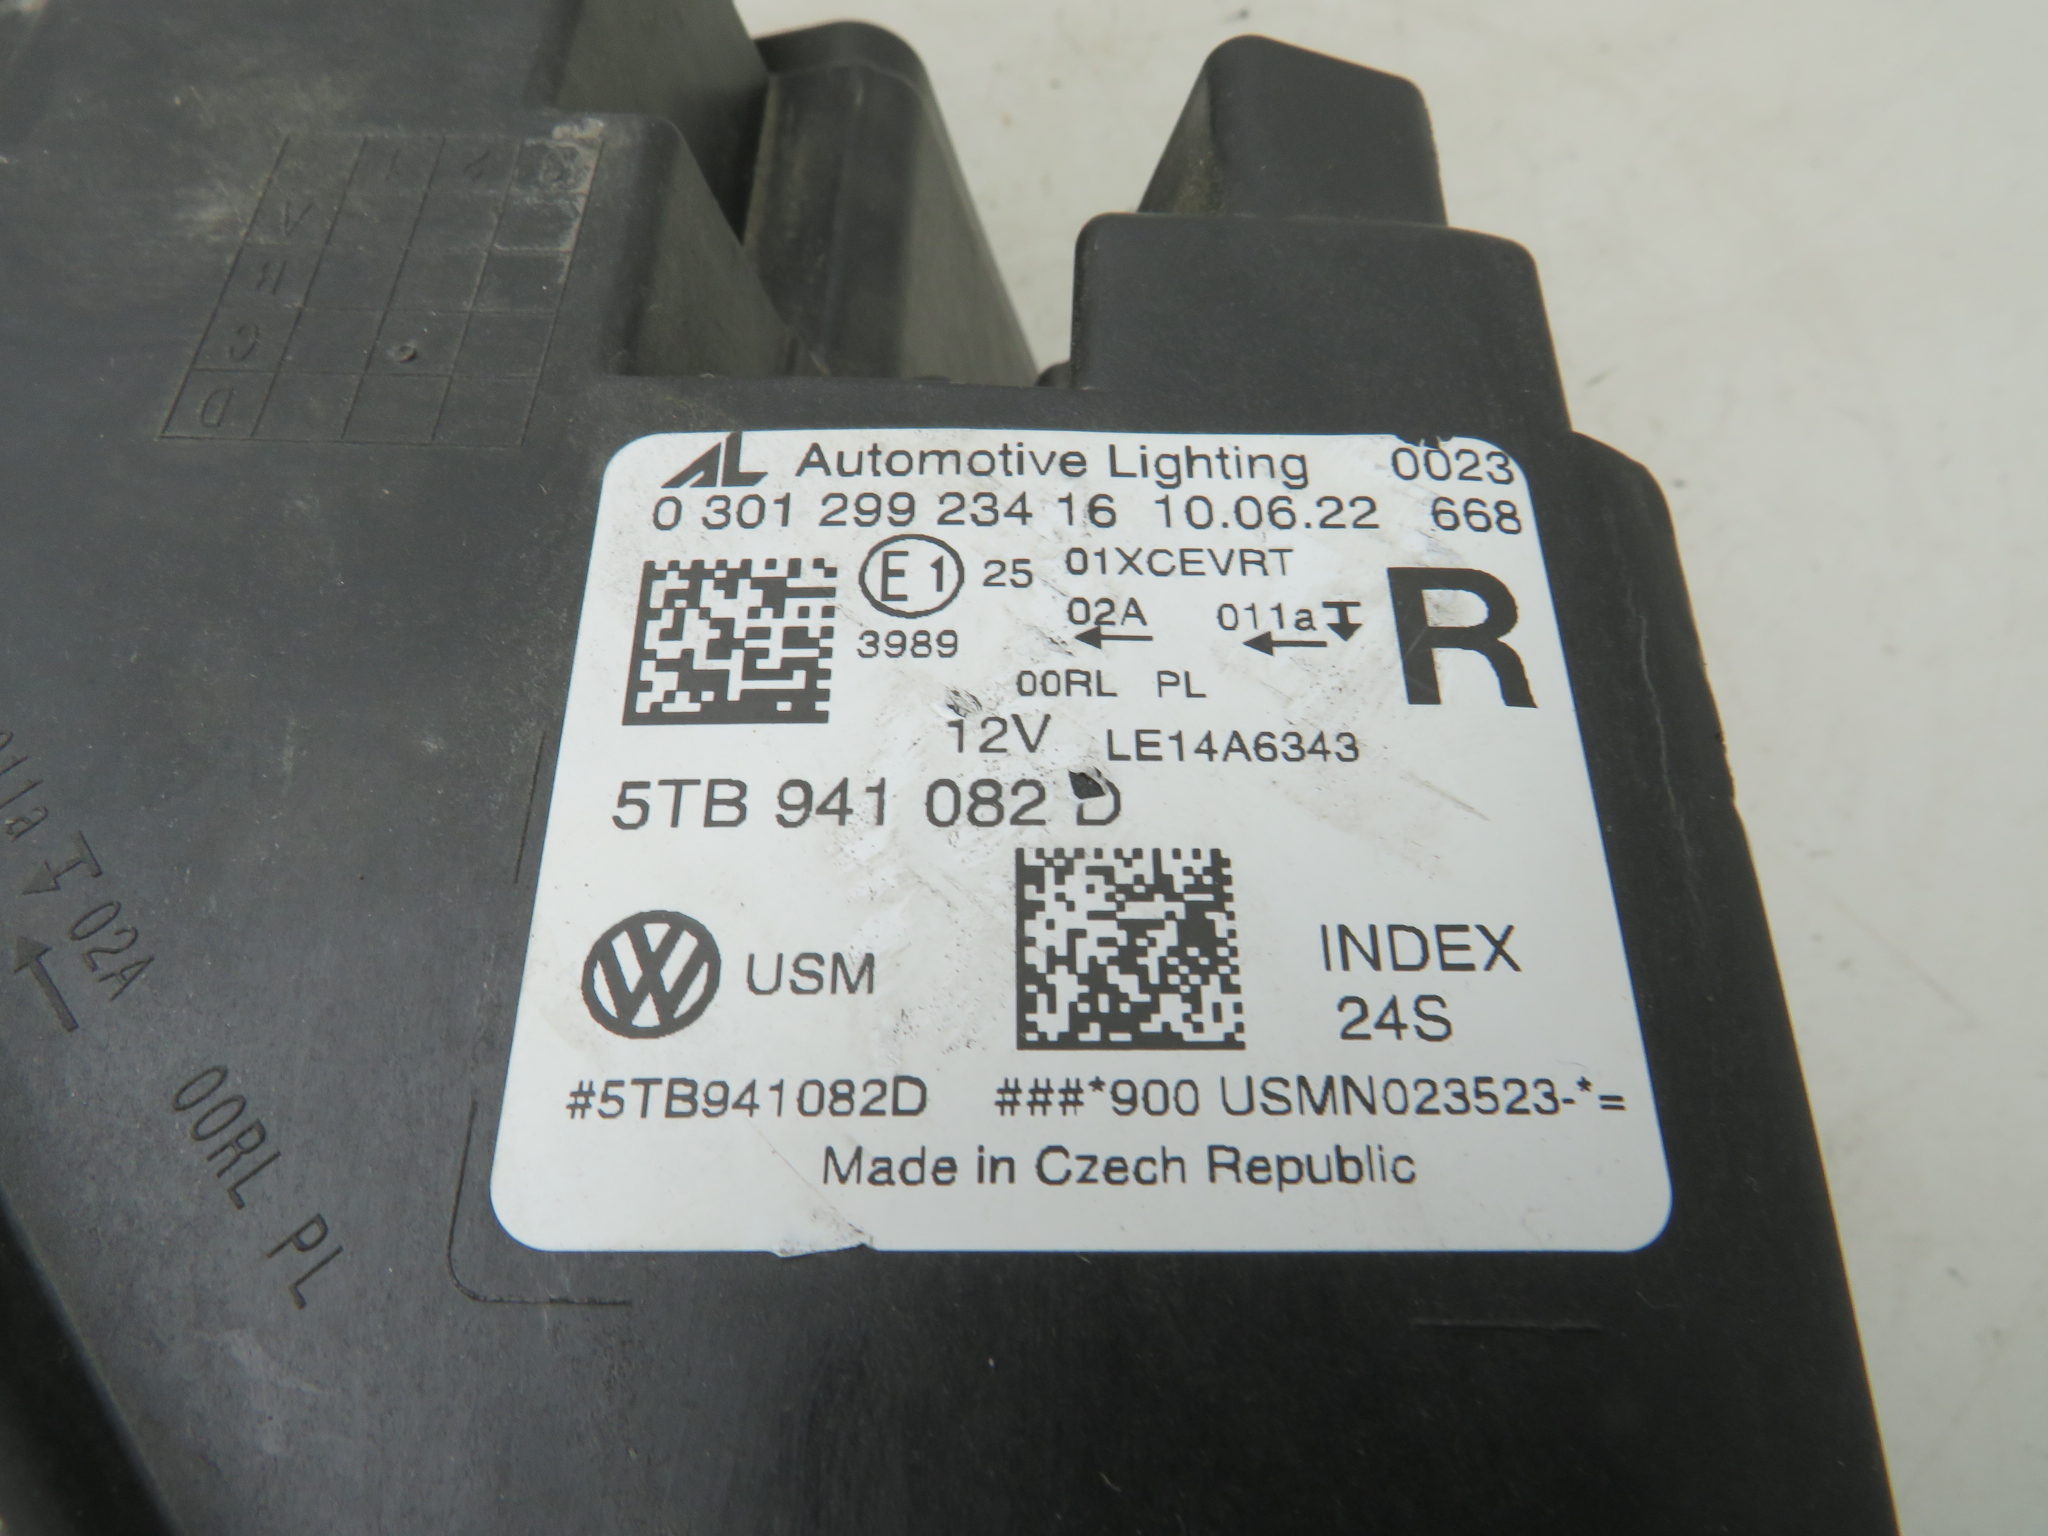 AL Automotive Lighting 0023
0 301 299 234 16 10.06.22 668
E1 25 01XCEVRT
3989 02A 011a R
00RL PL
12V LE14A6343
5TB 941 082 D
USM
INDEX
24S
#5TB941082D ###*900 USMN023523-*=
Made in Czech Republic
A
B
C
D
011a
02A
00RL PL